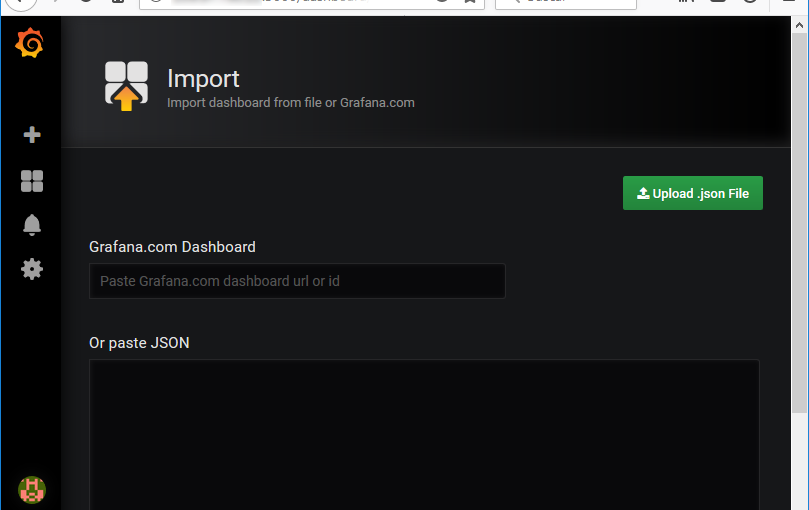 Import
Import dashboard from file or Grafana.com
Upload .json File
Grafana.com Dashboard
Paste Grafana.com dashboard url or id
Or paste JSON